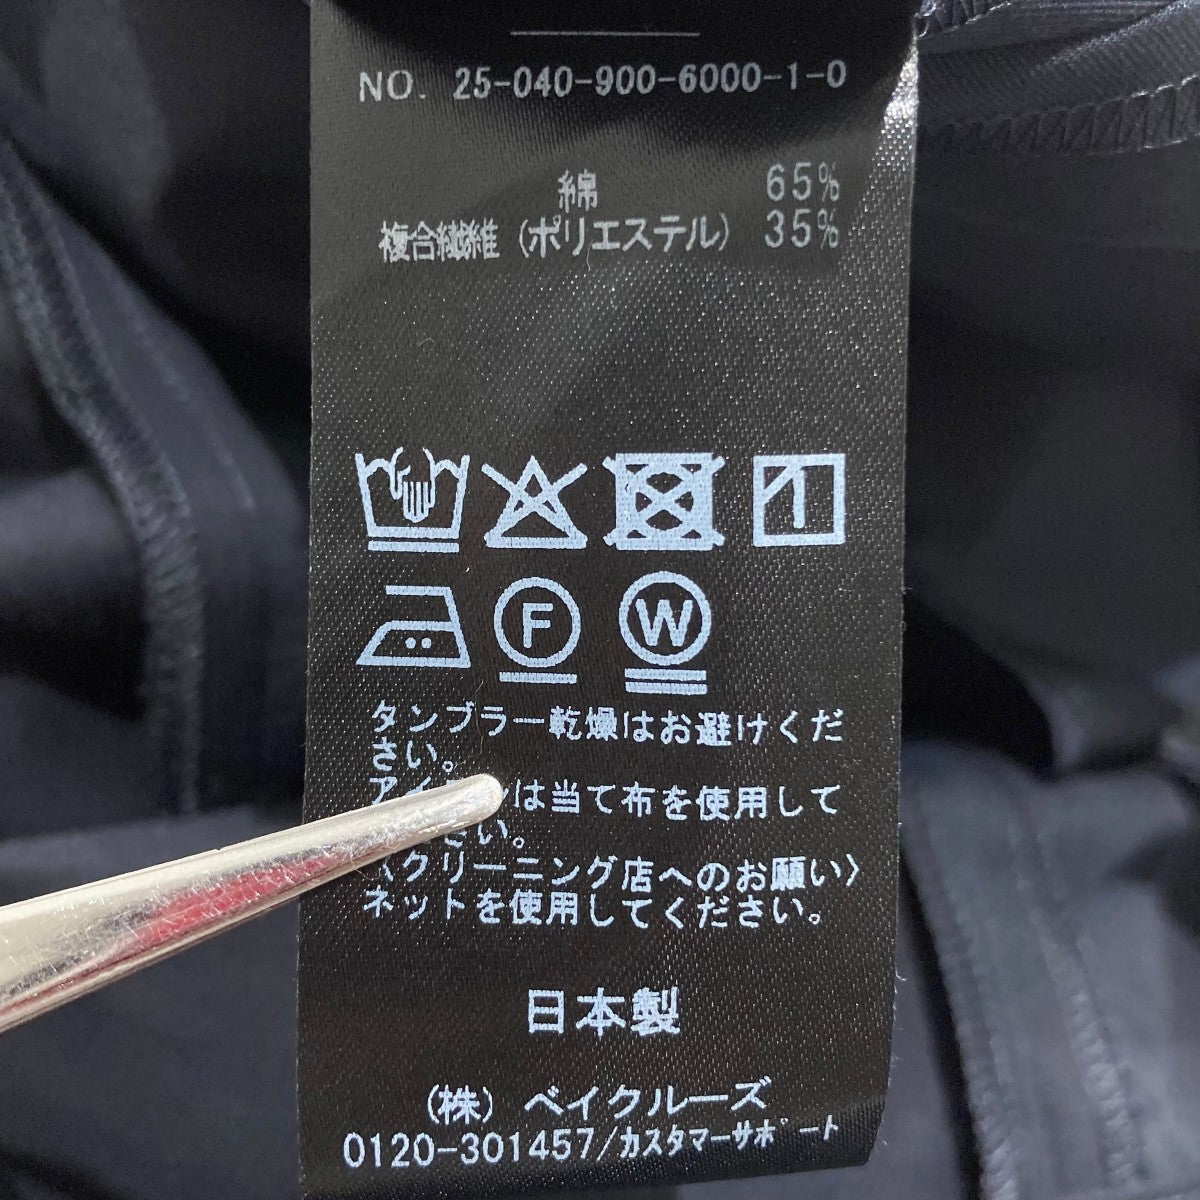 NO. 25-040-900-6000-1-0
綿 65%
複合繊維(ポリエステル) 35%
F W
タンブラー乾燥はお避けくだ
さい。
は当て布を使用して
さい。
〈クリーニング店へのお願い〉
ネットを使用してください。
日本製
(株) ベイクルーズ
0120-301457/カスタマーサポート